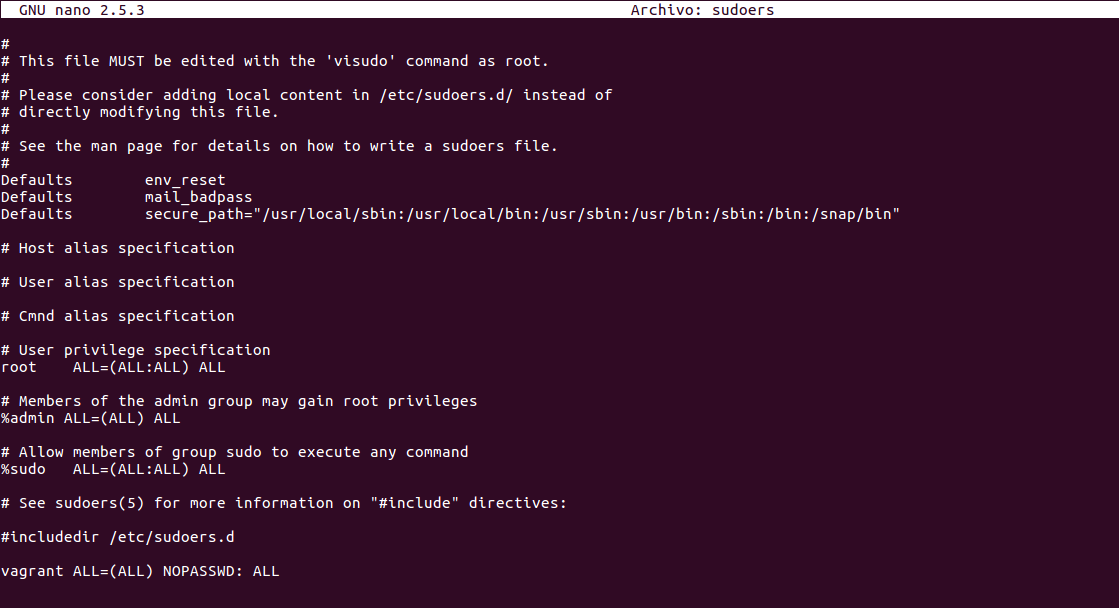 GNU nano 2.5.3 Archivo: sudoers
#
# This file MUST be edited with the 'visudo' command as root.
#
# Please consider adding local content in /etc/sudoers.d/ instead of
# directly modifying this file.
#
# See the man page for details on how to write a sudoers file.
#
Defaults        env_reset
Defaults        mail_badpass
Defaults        secure_path="/usr/local/sbin:/usr/local/bin:/usr/sbin:/usr/bin:/sbin:/bin:/snap/bin"
# Host alias specification
# User alias specification
# Cmnd alias specification
# User privilege specification
root    ALL=(ALL:ALL) ALL
# Members of the admin group may gain root privileges
%admin ALL=(ALL) ALL
# Allow members of group sudo to execute any command
%sudo   ALL=(ALL:ALL) ALL
# See sudoers(5) for more information on "#include" directives:
#includedir /etc/sudoers.d
vagrant ALL=(ALL) NOPASSWD: ALL